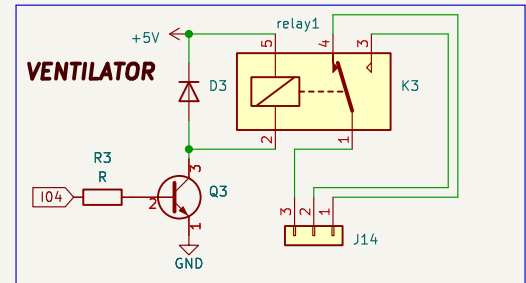 relay1
+5V
5
4
3
VENTILATOR
D3
K3
2
1
R3
R
3
Q3
IO4
2
1
3
2
1
J14
GND